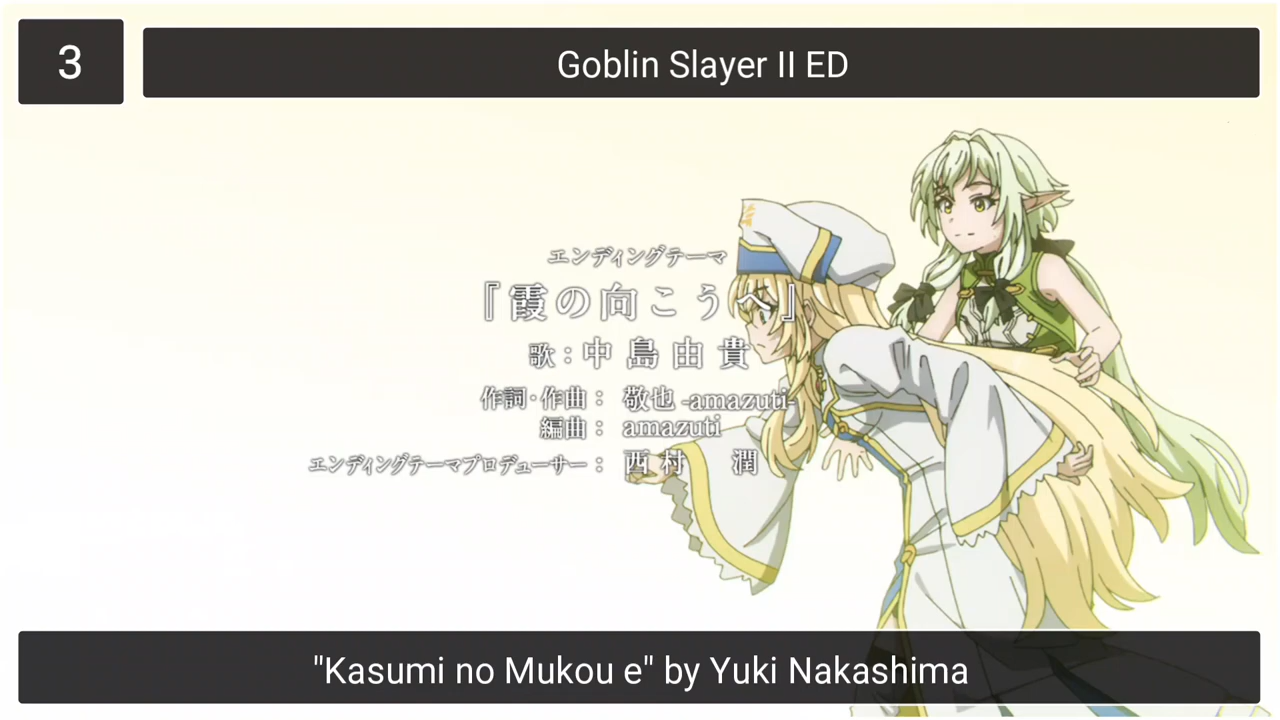 3
Goblin Slayer II ED
エンディングテーマ
『霞の向こうへ』
歌：中島由貴
作詞・作曲： 敬也 -amazuti-
編曲： amazuti
エンディングテーマプロデューサー： 西村 潤
"Kasumi no Mukou e" by Yuki Nakashima